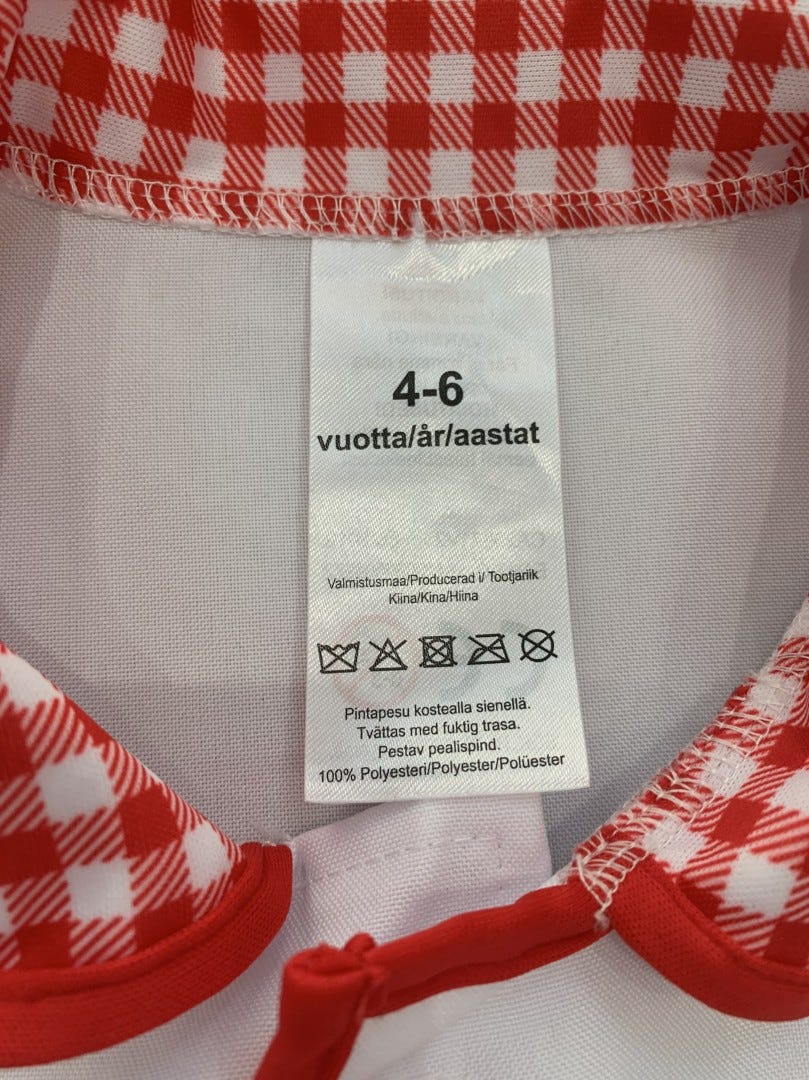 4-6
vuotta/år/aastat
Valmistusmaa/Producerad i/ Tootjariik
Kiina/Kina/Hiina
Pintapesu kostealla sienellä.
Tvättas med fuktig trasa.
Pestav pealispind.
100% Polyesteri/Polyester/Polüester